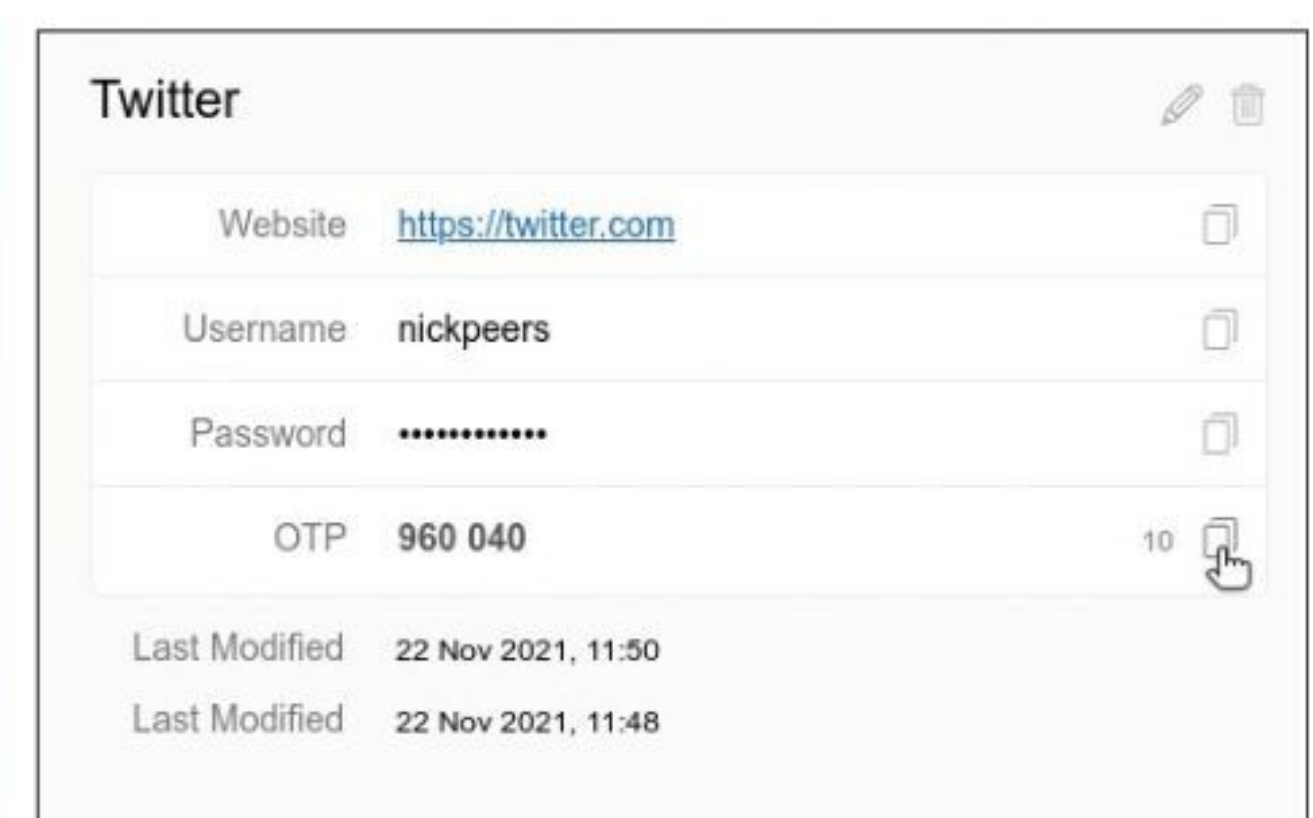 Twitter
Website https://twitter.com
Username nickpeers
Password ••••••••••••
OTP 960 040 10
Last Modified 22 Nov 2021, 11:50
Last Modified 22 Nov 2021, 11:48